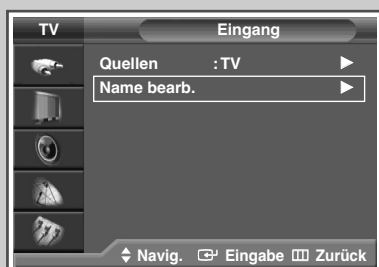 TV Eingang
Quellen : TV
Name bearb.
Navig. Eingabe Zurück